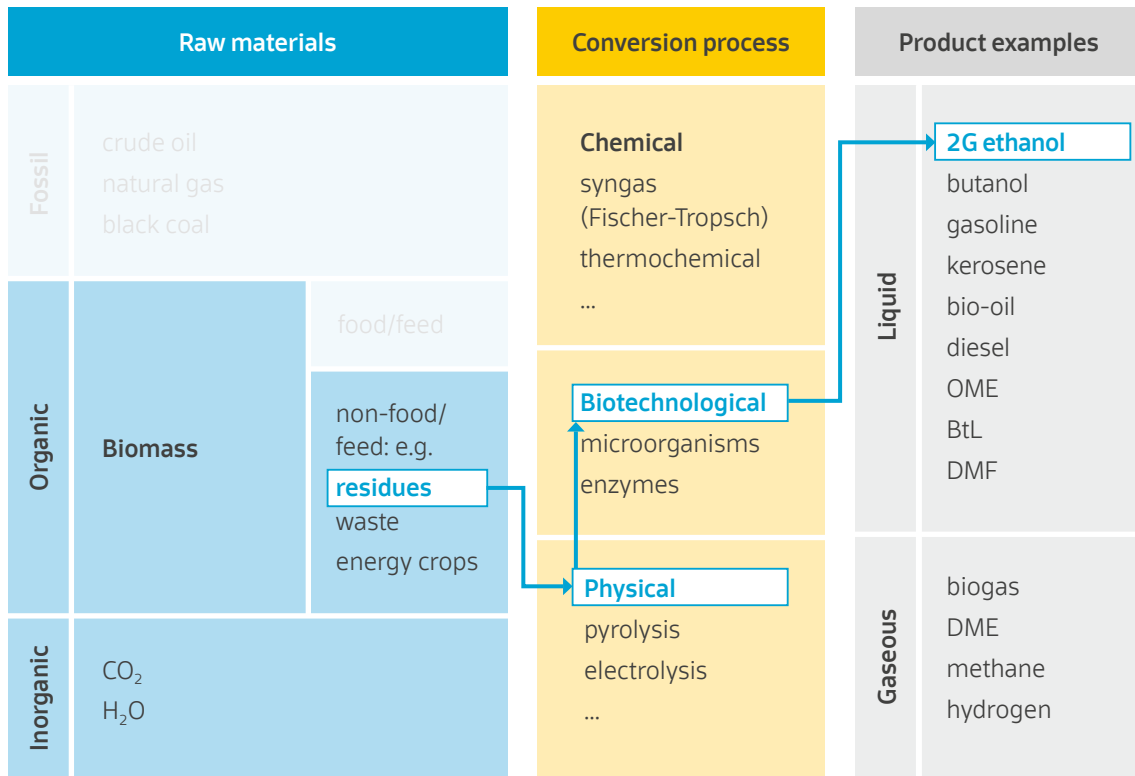 Raw materials
Conversion process
Product examples
Fossil
crude oil
natural gas
black coal
Organic
Biomass
food/feed
non-food/
feed: e.g.
residues
waste
energy crops
Inorganic
CO₂
H₂O
Chemical
syngas
(Fischer-Tropsch)
thermochemical
...
Biotechnological
microorganisms
enzymes
Physical
pyrolysis
electrolysis
...
Liquid
2G ethanol
butanol
gasoline
kerosene
bio-oil
diesel
OME
BtL
DMF
Gaseous
biogas
DME
methane
hydrogen